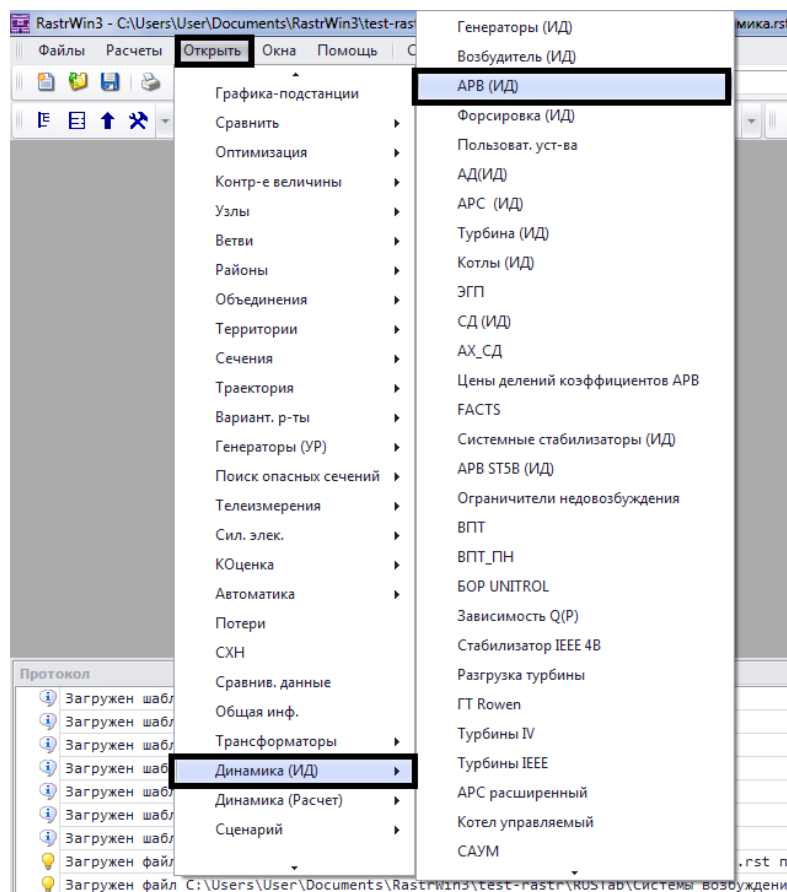 RastrWin3 - C:\Users\User\Documents\RastrWin3\test-rast
мика.rst
Файлы Расчеты Открыть Окна Помощь С
Графика-подстанции
Сравнить
Оптимизация
Контр-е величины
Узлы
Ветви
Районы
Объединения
Территории
Сечения
Траектория
Вариант. р-ты
Генераторы (УР)
Поиск опасных сечений
Телеизмерения
Сил. элек.
КОценка
Автоматика
Потери
СХН
Сравнив. данные
Общая инф.
Трансформаторы
Динамика (ИД)
Динамика (Расчет)
Сценарий
Генераторы (ИД)
Возбудитель (ИД)
АРВ (ИД)
Форсировка (ИД)
Пользоват. уст-ва
АД(ИД)
АРС (ИД)
Турбина (ИД)
Котлы (ИД)
ЭГП
СД (ИД)
АХ_СД
Цены делений коэффициентов АРВ
FACTS
Системные стабилизаторы (ИД)
АРВ ST5B (ИД)
Ограничители недовозбуждения
ВПТ
ВПТ_ПН
БОР UNITROL
Зависимость Q(P)
Стабилизатор IEEE 4B
Разгрузка турбины
ГТ Rowen
Турбины IV
Турбины IEEE
АРС расширенный
Котел управляемый
САУМ
Протокол
Загружен шабл
Загружен шабл
Загружен шабл
Загружен шаб
Загружен шабл
Загружен шабл
Загружен шабл
Загружен файл .rst п
Загружен файл C:\Users\User\Documents\RastrWin3\test-rastr\RUSTab\Системы возбуждени